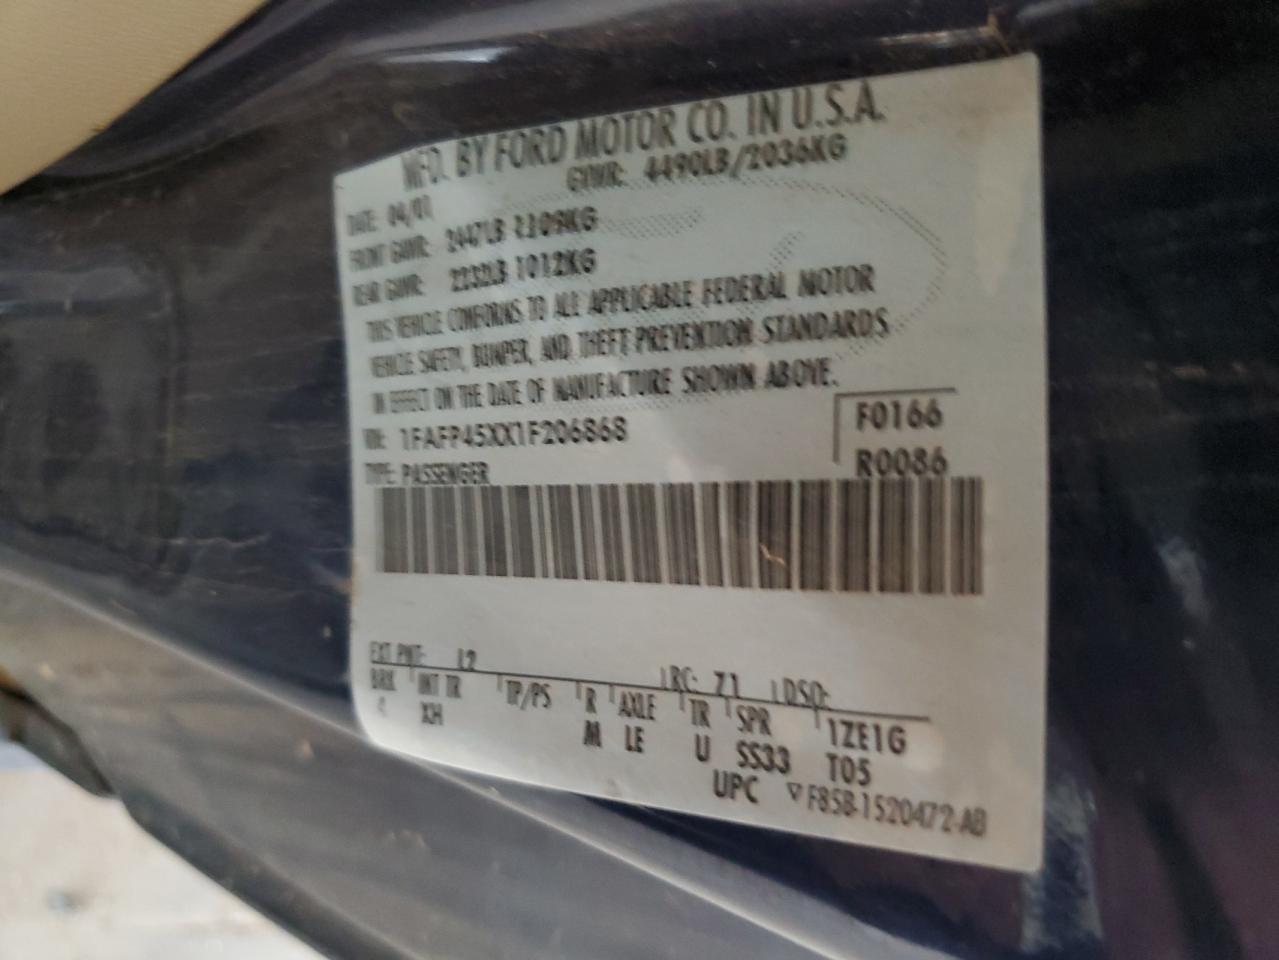 MFD. BY FORD MOTOR CO. IN U.S.A.
DATE: 04/01 GVWR: 4490LB/2036KG
FRONT GAWR: 2447LB 1109KG
REAR GAWR: 2232LB 1012KG
THIS VEHICLE CONFORMS TO ALL APPLICABLE FEDERAL MOTOR
VEHICLE SAFETY, BUMPER, AND THEFT PREVENTION STANDARDS
IN EFFECT ON THE DATE OF MANUFACTURE SHOWN ABOVE.
VIN: 1FAFP45XX1F206868 F0166
TYPE: PASSENGER R0086
EXT PNT: L2 RC: 71 DSO:
BRK INT TR TP/PS R AXLE TR SPR 1ZE1G
4 XH M LE U SS33 T05
UPC F85B-1520472-AB